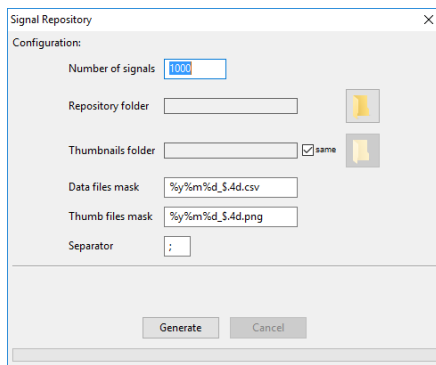 Signal Repository
Configuration:
Number of signals 1000
Repository folder
Thumbnails folder same
Data files mask %y%m%d_$.4d.csv
Thumb files mask %y%m%d_$.4d.png
Separator ;
Generate Cancel